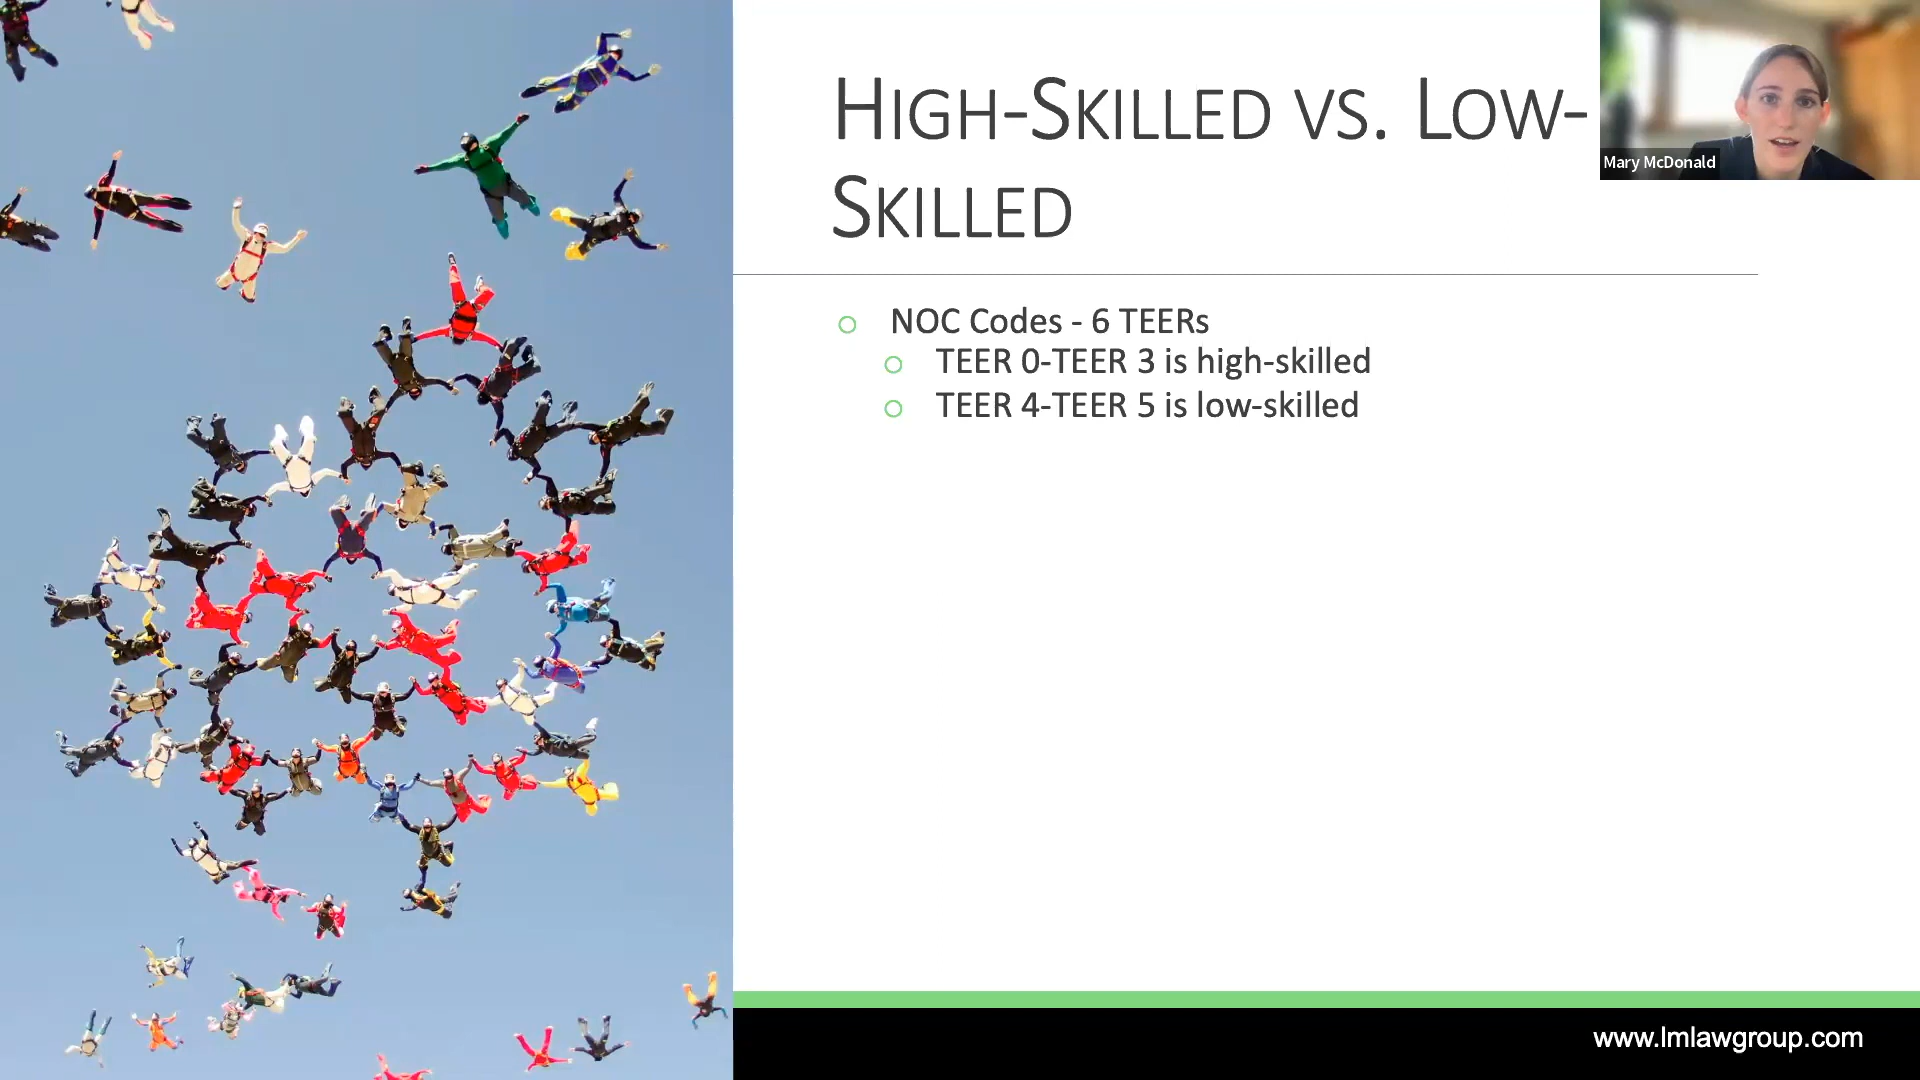 HIGH-SKILLED VS. LOW-
SKILLED
Mary McDonald
NOC Codes - 6 TEERs
TEER 0-TEER 3 is high-skilled
TEER 4-TEER 5 is low-skilled
www.lmlawgroup.com